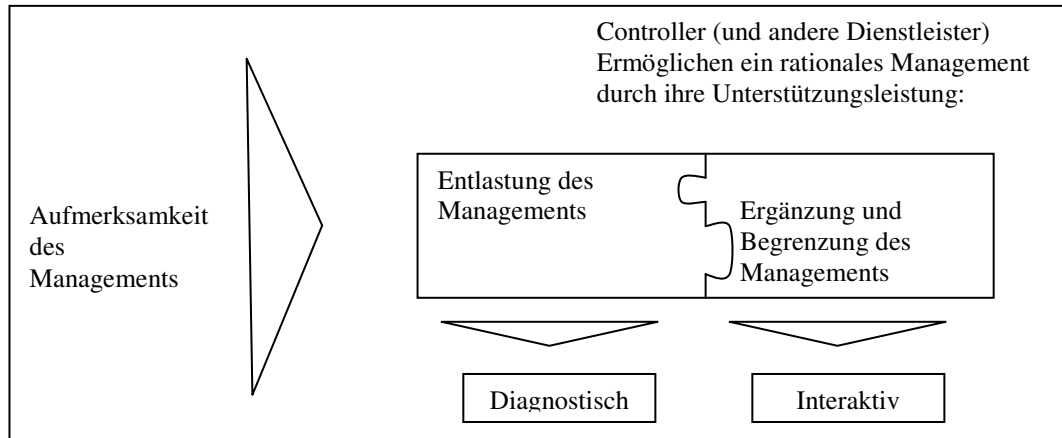 Controller (und andere Dienstleister)
Ermöglichen ein rationales Management
durch ihre Unterstützungsleistung:
Aufmerksamkeit
des
Managements
Entlastung des
Managements
Ergänzung und
Begrenzung des
Managements
Diagnostisch
Interaktiv